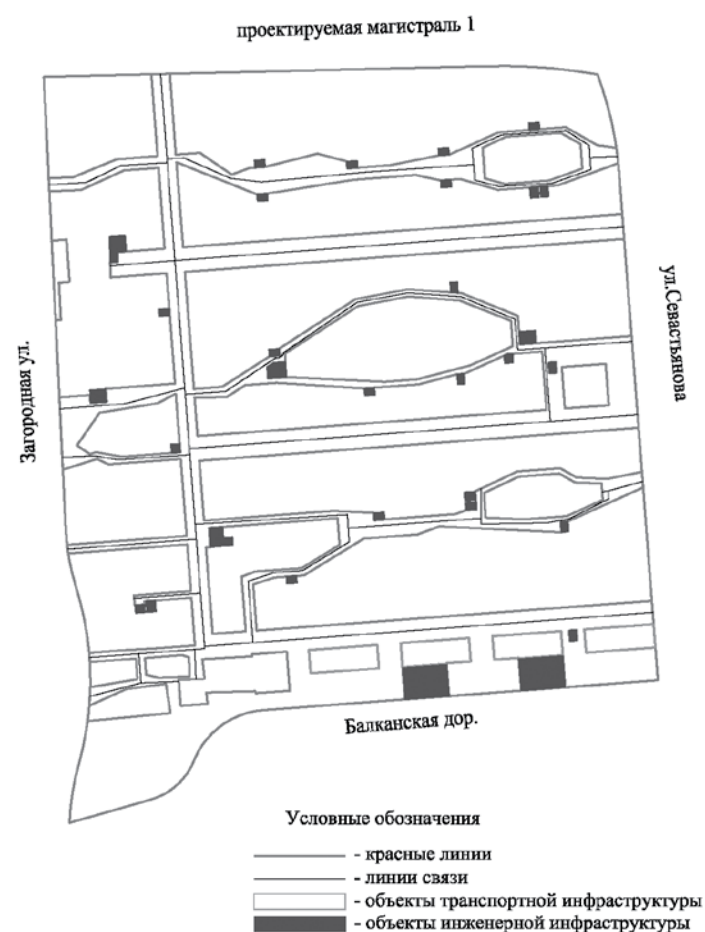 проектируемая магистраль 1
ул.Севастьянова
Загородная ул.
Балканская дор.
Условные обозначения
- красные линии
- линии связи
- объекты транспортной инфраструктуры
- объекты инженерной инфраструктуры